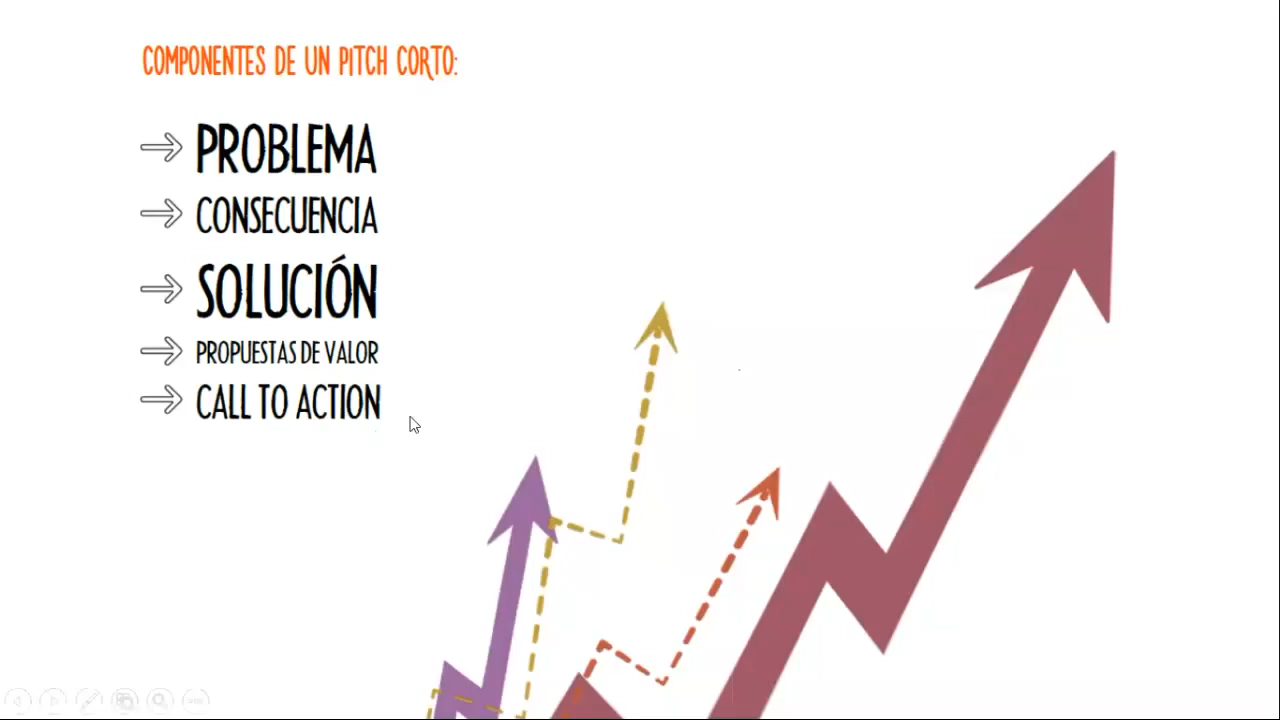 COMPONENTES DE UN PITCH CORTO:
PROBLEMA
CONSECUENCIA
SOLUCIÓN
PROPUESTAS DE VALOR
CALL TO ACTION